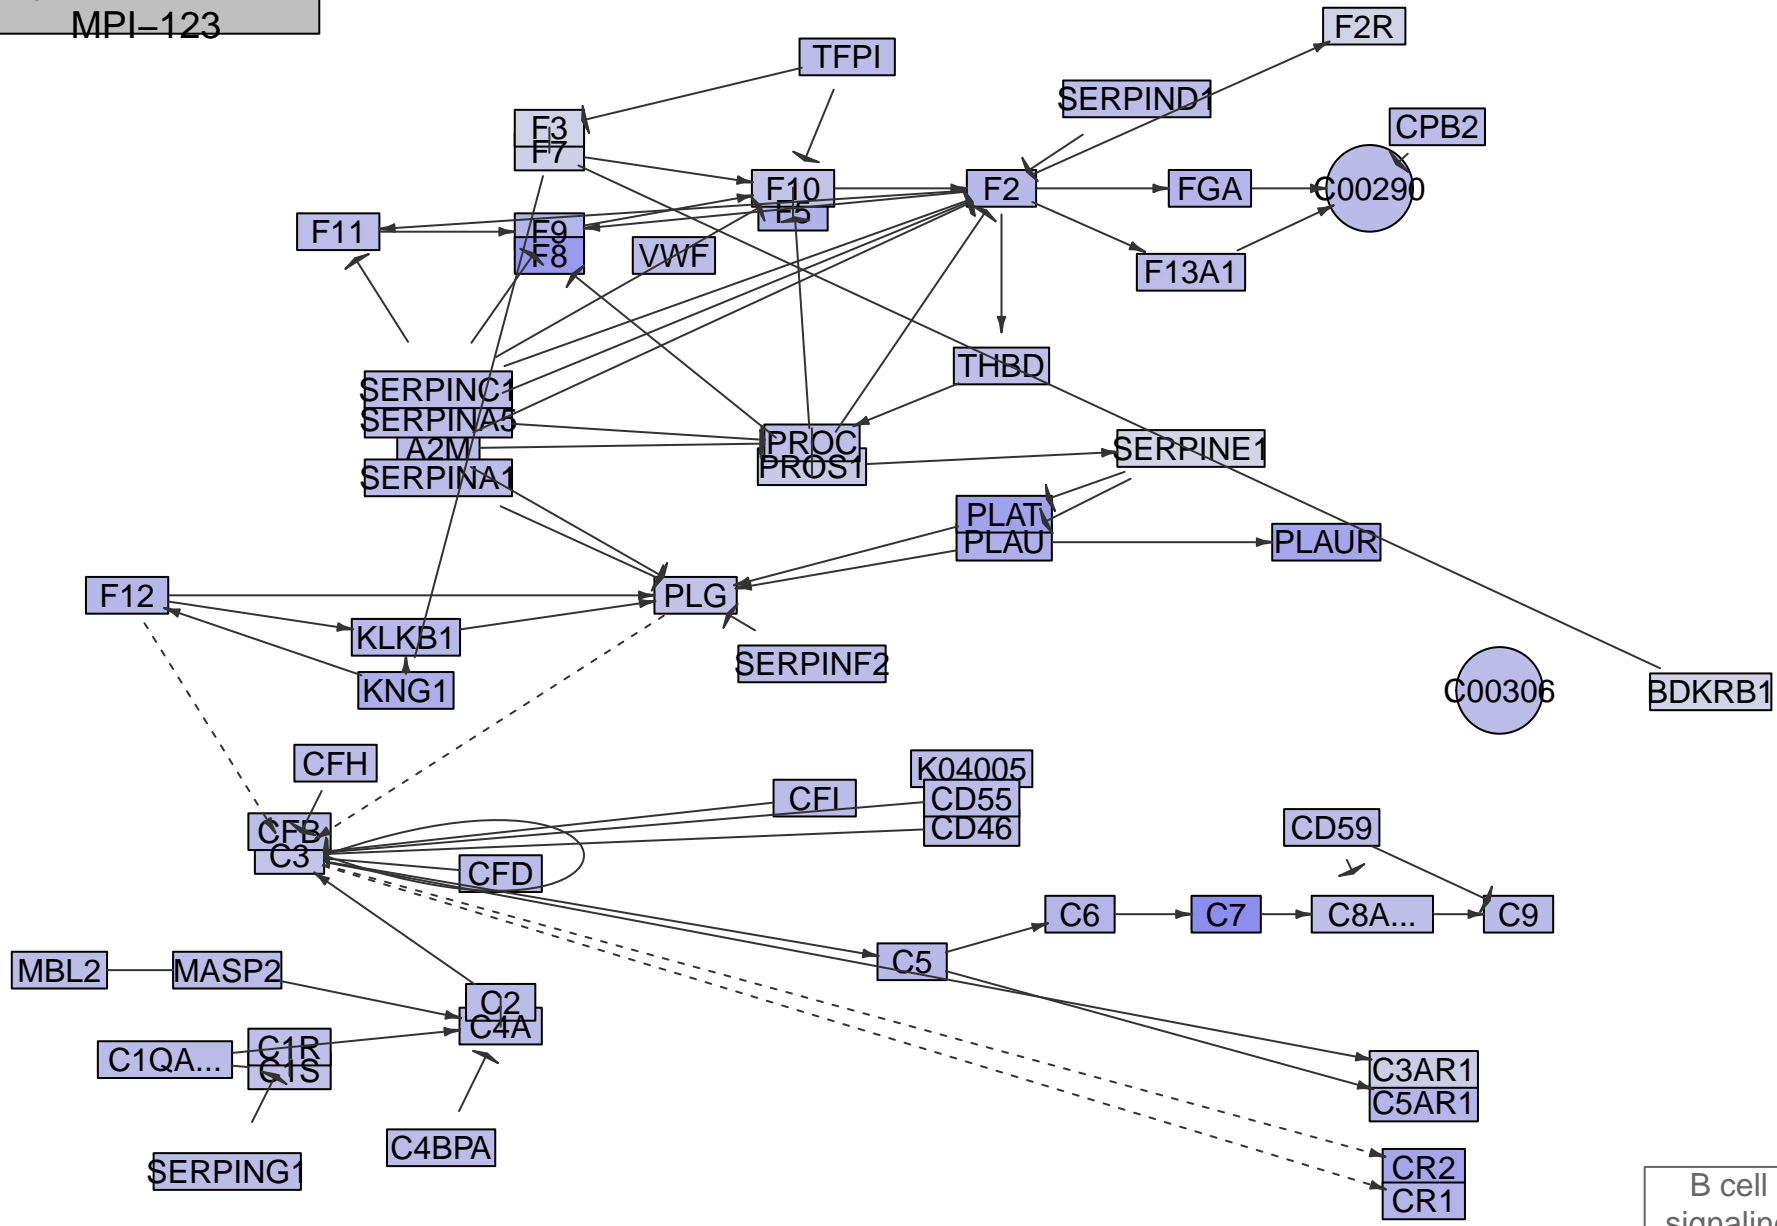 MPI–123
F2R
TFPI
SERPIND1
CPB2
F3
F7
F10
F5
F2
FGA
C00290
F11
F9
F8
VWF
F13A1
THBD
SERPINC1
SERPINA5
A2M
SERPINA1
PROC
PROS1
SERPINE1
PLAT
PLAU
PLAUR
F12
PLG
KLKB1
KNG1
SERPINF2
C00306
BDKRB1
CFH
K04005
CD55
CD46
CFI
CFB
C3
CFD
CD59
C6
C7
C8A...
C9
C5
MBL2
MASP2
C2
C4A
C1QA...
C1R
C1S
C3AR1
C5AR1
C4BPA
SERPING1
CR2
CR1
B cell
signaling